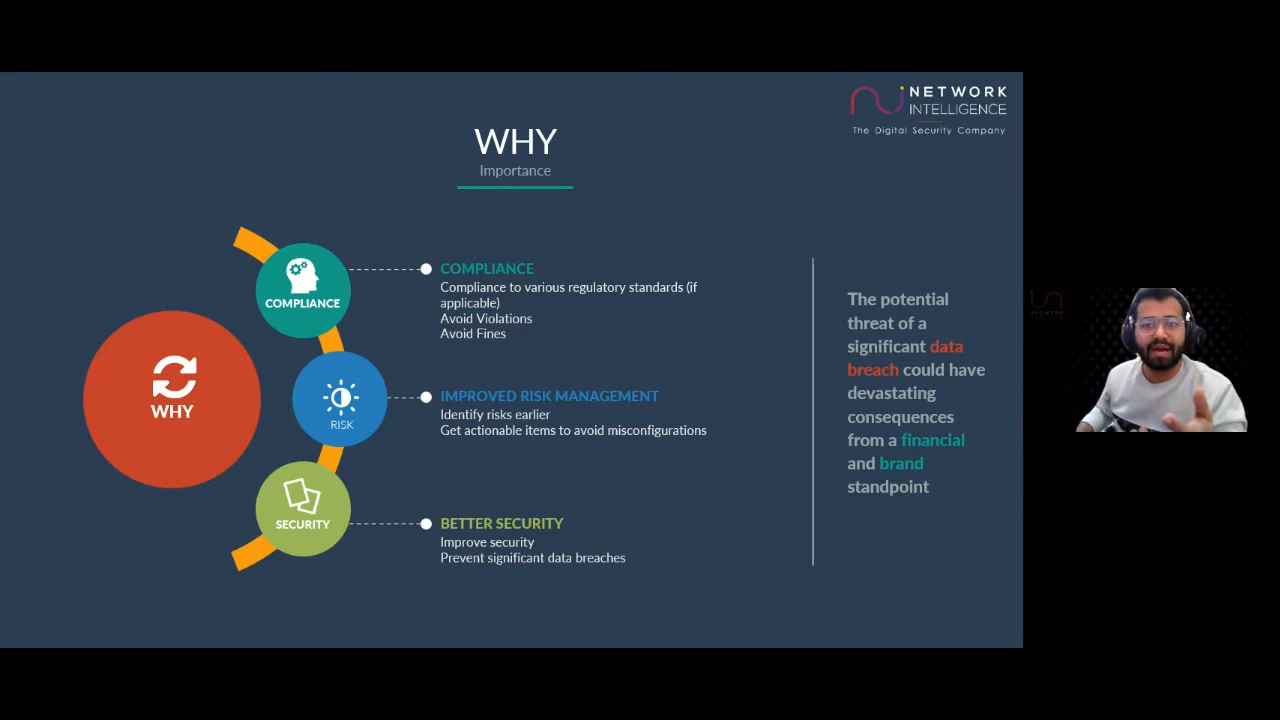 NETWORK
INTELLIGENCE
The Digital Security Company
WHY
Importance
COMPLIANCE
RISK
SECURITY
WHY
COMPLIANCE
Compliance to various regulatory standards (if
applicable)
Avoid Violations
Avoid Fines
IMPROVED RISK MANAGEMENT
Identify risks earlier
Get actionable items to avoid misconfigurations
BETTER SECURITY
Improve security
Prevent significant data breaches
The potential
threat of a
significant data
breach could have
devastating
consequences
from a financial
and brand
standpoint